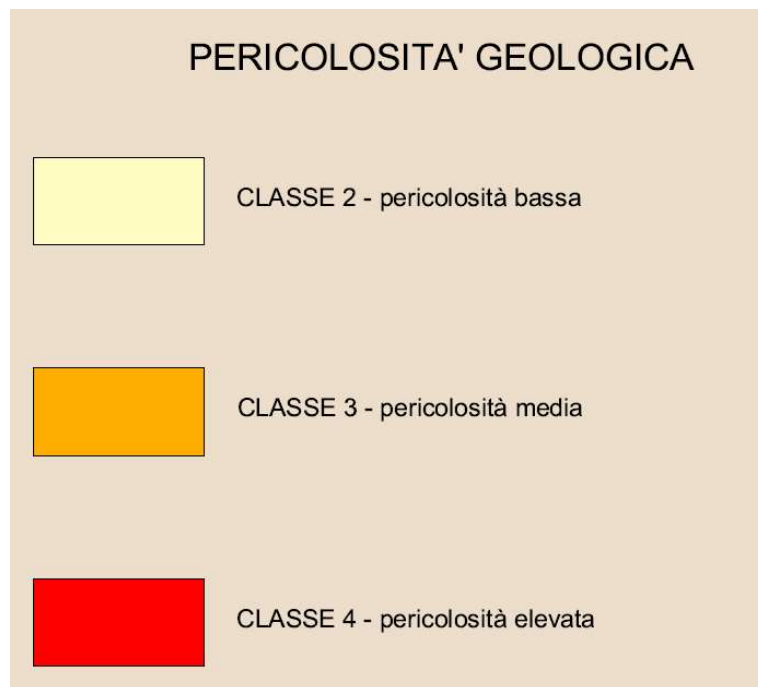 PERICOLOSITA' GEOLOGICA
CLASSE 2 - pericolosità bassa
CLASSE 3 - pericolosità media
CLASSE 4 - pericolosità elevata